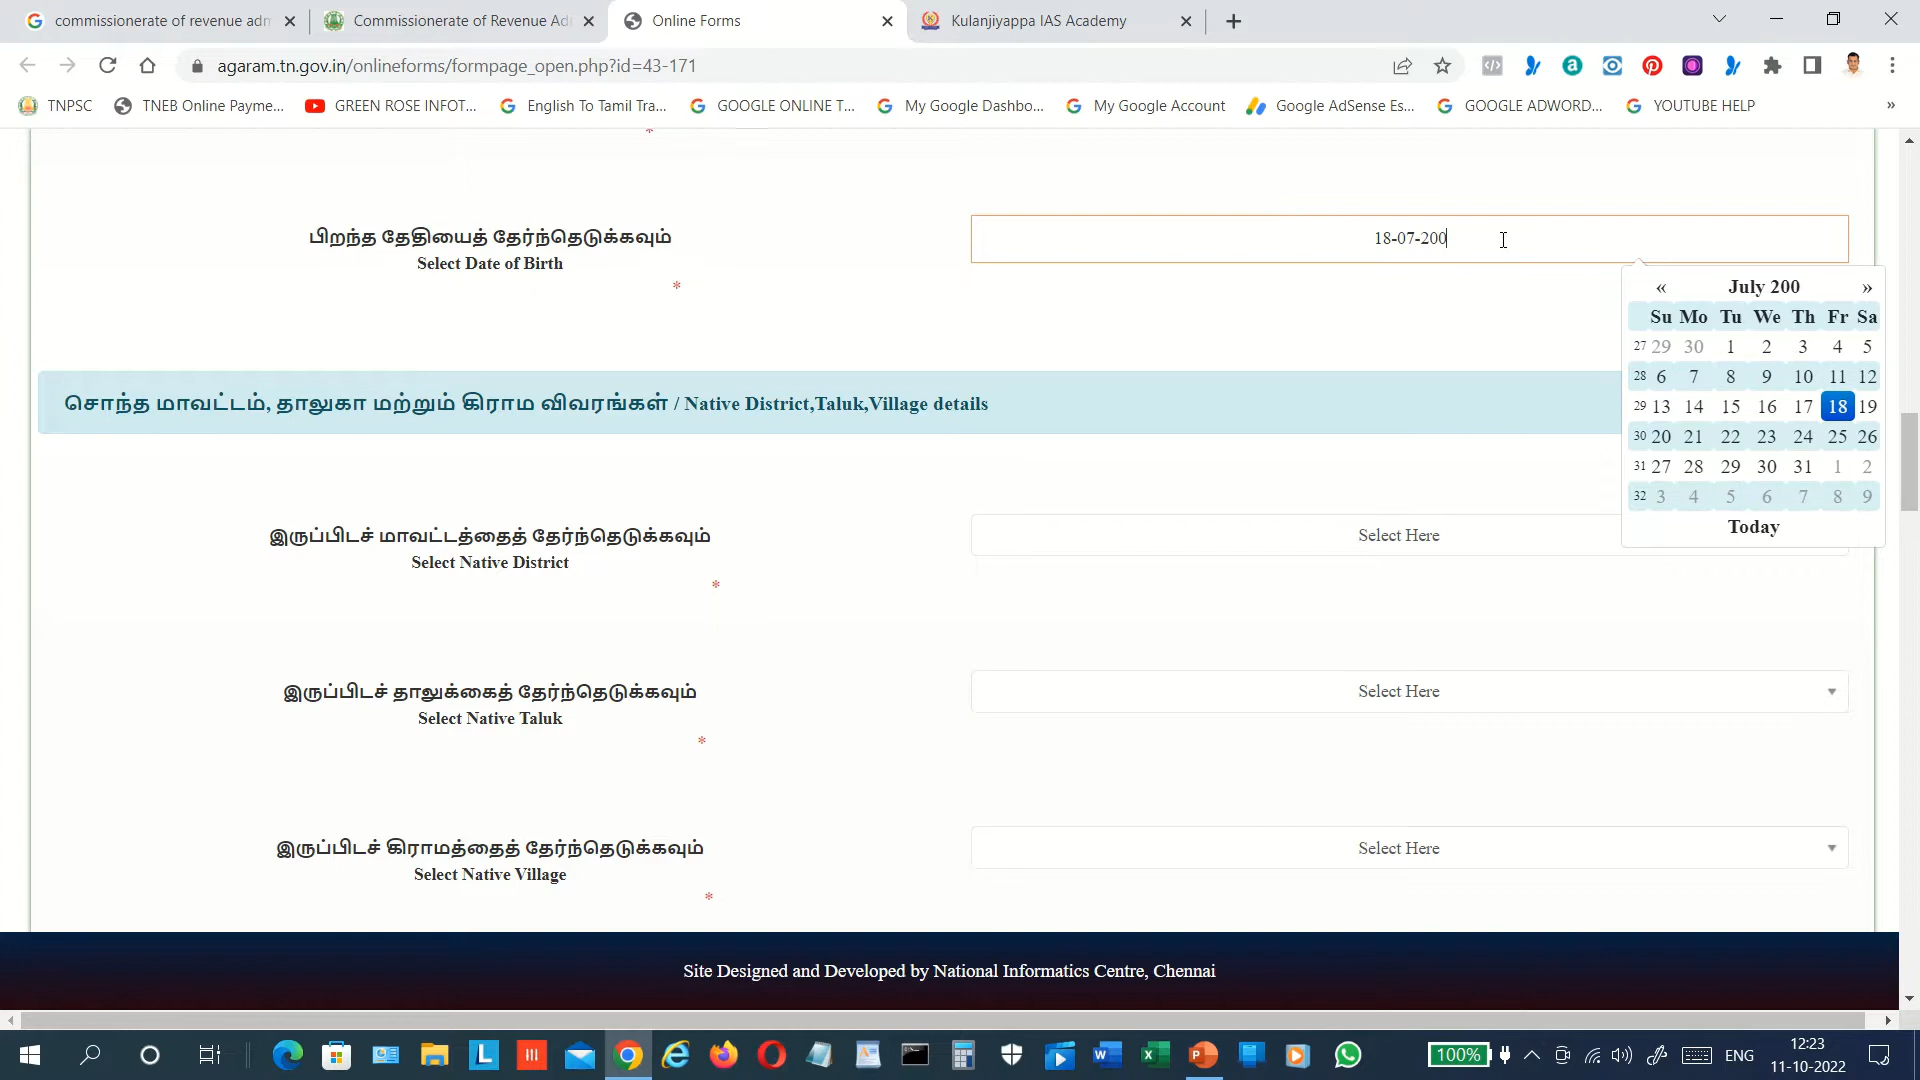 commissionerate of revenue adm
Commissionerate of Revenue Adm
Online Forms
Kulanjiyappa IAS Academy
agaram.tn.gov.in/onlineforms/formpage_open.php?id=43-171
TNPSC
TNEB Online Payme...
GREEN ROSE INFOT...
English To Tamil Tra...
GOOGLE ONLINE T...
My Google Dashbo...
My Google Account
Google AdSense Es...
GOOGLE ADWORD...
YOUTUBE HELP
»
*
பிறந்த தேதியைத் தேர்ந்தெடுக்கவும்
Select Date of Birth
*
18-07-200
« July 200 »
Su Mo Tu We Th Fr Sa
27 29 30 1 2 3 4 5
28 6 7 8 9 10 11 12
29 13 14 15 16 17 18 19
30 20 21 22 23 24 25 26
31 27 28 29 30 31 1 2
32 3 4 5 6 7 8 9
Today
சொந்த மாவட்டம், தாலுகா மற்றும் கிராம விவரங்கள் / Native District,Taluk,Village details
இருப்பிடச் மாவட்டத்தைத் தேர்ந்தெடுக்கவும்
Select Native District
*
Select Here
இருப்பிடச் தாலுக்கைத் தேர்ந்தெடுக்கவும்
Select Native Taluk
*
Select Here
இருப்பிடச் கிராமத்தைத் தேர்ந்தெடுக்கவும்
Select Native Village
*
Select Here
Site Designed and Developed by National Informatics Centre, Chennai
100%
ENG
12:23
11-10-2022